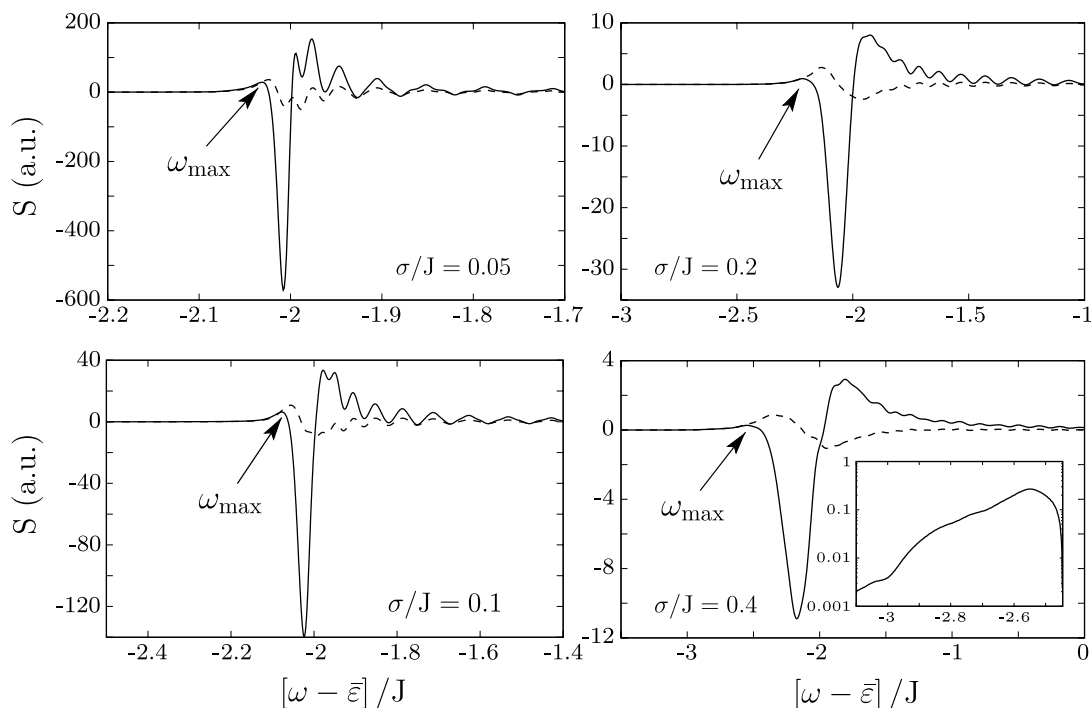 200
0
-200
-400
-600
S (a.u.)
ω_max
σ/J = 0.05
-2.2 -2.1 -2 -1.9 -1.8 -1.7
10
0
-10
-20
-30
ω_max
σ/J = 0.2
-3 -2.5 -2 -1.5 -1
40
0
-40
-80
-120
S (a.u.)
ω_max
σ/J = 0.1
-2.4 -2.2 -2 -1.8 -1.6 -1.4
[ω − ε̄] /J
4
0
-4
-8
-12
ω_max
σ/J = 0.4
1
0.1
0.01
0.001
-3 -2.8 -2.6
-3 -2 -1 0
[ω − ε̄] /J